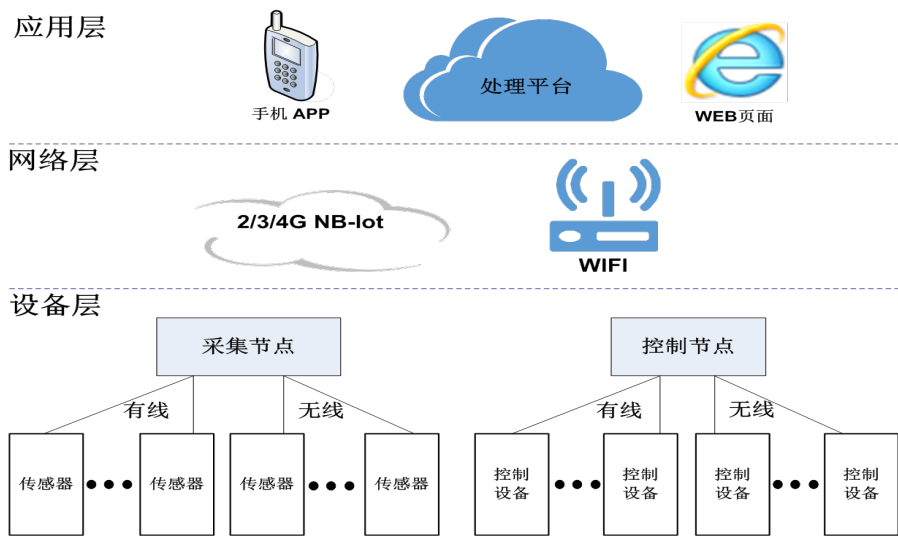 应用层
处理平台
手机 APP
WEB页面
网络层
2/3/4G NB-Iot
WIFI
设备层
采集节点
控制节点
有线
无线
有线
无线
传感器
传感器
传感器
传感器
控制
设备
控制
设备
控制
设备
控制
设备